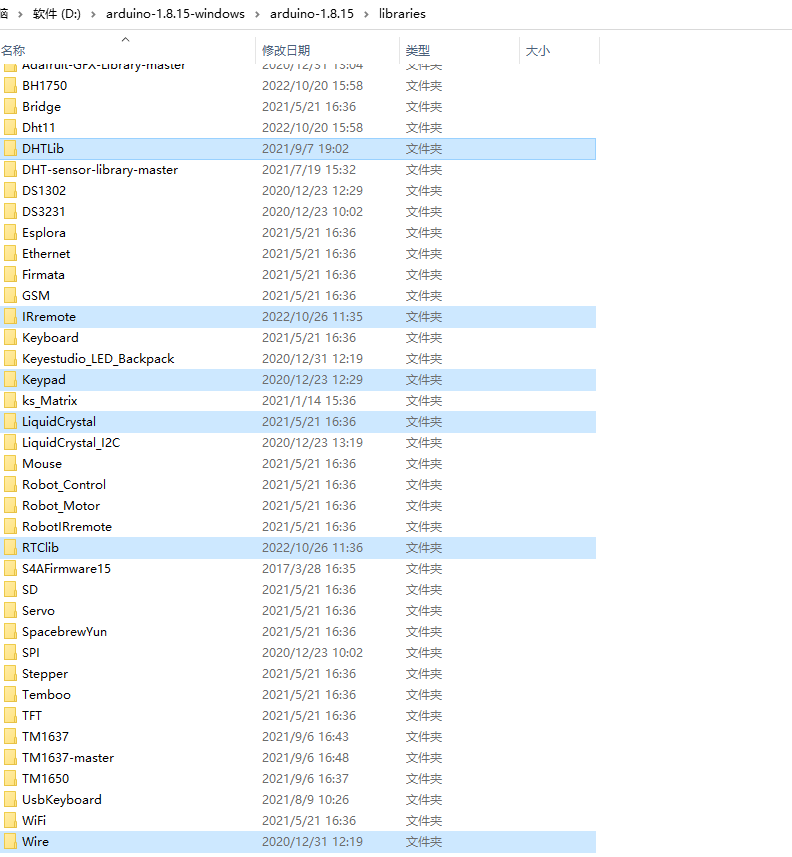 脑 › 软件 (D:) › arduino-1.8.15-windows › arduino-1.8.15 › libraries
名称 修改日期 类型 大小
Adafruit-GFX-Library-master 2020/12/31 15:04 文件夹
BH1750 2022/10/20 15:58 文件夹
Bridge 2021/5/21 16:36 文件夹
Dht11 2022/10/20 15:58 文件夹
DHTLib 2021/9/7 19:02 文件夹
DHT-sensor-library-master 2021/7/19 15:32 文件夹
DS1302 2020/12/23 12:29 文件夹
DS3231 2020/12/23 10:02 文件夹
Esplora 2021/5/21 16:36 文件夹
Ethernet 2021/5/21 16:36 文件夹
Firmata 2021/5/21 16:36 文件夹
GSM 2021/5/21 16:36 文件夹
IRremote 2022/10/26 11:35 文件夹
Keyboard 2021/5/21 16:36 文件夹
Keyestudio_LED_Backpack 2020/12/31 12:19 文件夹
Keypad 2020/12/23 12:29 文件夹
ks_Matrix 2021/1/14 15:36 文件夹
LiquidCrystal 2021/5/21 16:36 文件夹
LiquidCrystal_I2C 2020/12/23 13:19 文件夹
Mouse 2021/5/21 16:36 文件夹
Robot_Control 2021/5/21 16:36 文件夹
Robot_Motor 2021/5/21 16:36 文件夹
RobotIRremote 2021/5/21 16:36 文件夹
RTClib 2022/10/26 11:36 文件夹
S4AFirmware15 2017/3/28 16:35 文件夹
SD 2021/5/21 16:36 文件夹
Servo 2021/5/21 16:36 文件夹
SpacebrewYun 2021/5/21 16:36 文件夹
SPI 2020/12/23 10:02 文件夹
Stepper 2021/5/21 16:36 文件夹
Temboo 2021/5/21 16:36 文件夹
TFT 2021/5/21 16:36 文件夹
TM1637 2021/9/6 16:43 文件夹
TM1637-master 2021/9/6 16:48 文件夹
TM1650 2021/9/6 16:37 文件夹
UsbKeyboard 2021/8/9 10:26 文件夹
WiFi 2021/5/21 16:36 文件夹
Wire 2020/12/31 12:19 文件夹